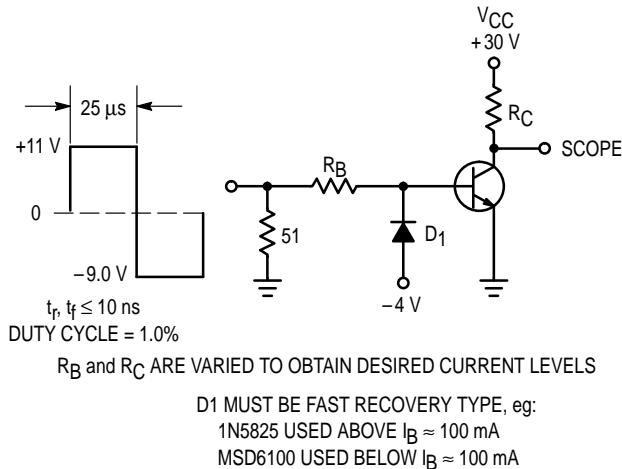 V_CC
+30 V
25 μs
R_C
+11 V
SCOPE
R_B
0
51
D_1
−9.0 V
−4 V
t_r, t_f ≤ 10 ns
DUTY CYCLE = 1.0%
R_B and R_C ARE VARIED TO OBTAIN DESIRED CURRENT LEVELS
D1 MUST BE FAST RECOVERY TYPE, eg:
1N5825 USED ABOVE I_B ≈ 100 mA
MSD6100 USED BELOW I_B ≈ 100 mA